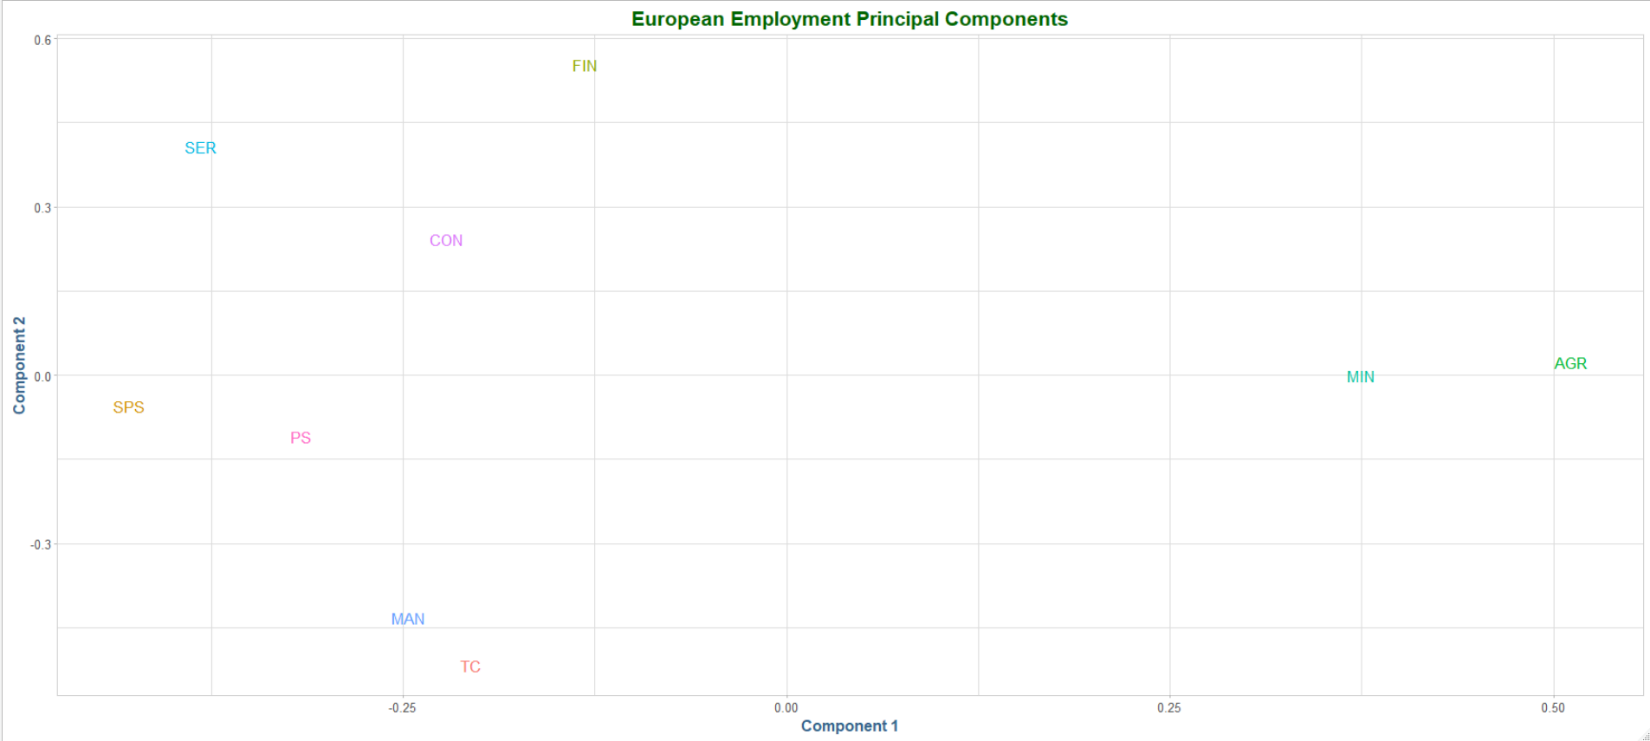 European Employment Principal Components
0.6
FIN
SER
0.3
CON
AGR
0.0
MIN
SPS
PS
-0.3
MAN
TC
Component 2
-0.25
0.00
0.25
0.50
Component 1